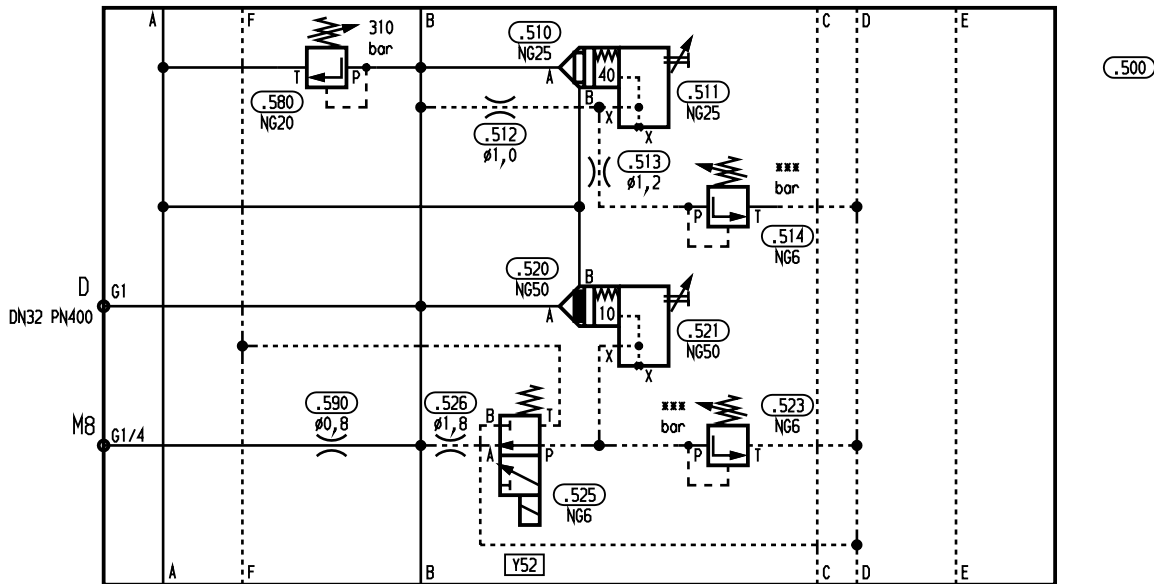 A F B C D E
310
bar
T P
.580
NG20
.510
NG25
A
40
B
X
X
.511
NG25
.500
.512
ø1,0
.513
ø1,2
***
bar
P T
.514
NG6
D
G1
DN32 PN400
.520
NG50
B
A
10
X
X
.521
NG50
M8
G1/4
.590
ø0,8
.526
ø1,8
B T
A P
.525
NG6
***
bar
P T
.523
NG6
Y52
A F B C D E